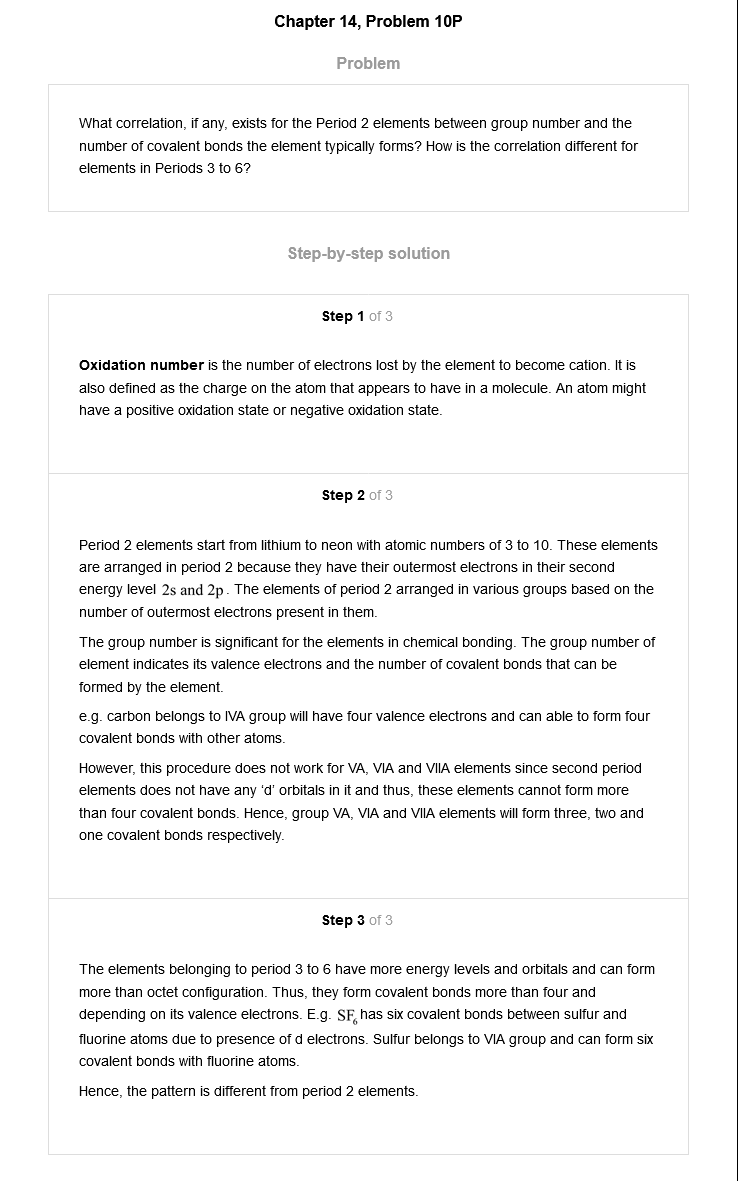 Chapter 14, Problem 10P
Problem
What correlation, if any, exists for the Period 2 elements between group number and the
number of covalent bonds the element typically forms? How is the correlation different for
elements in Periods 3 to 6?
Step-by-step solution
Step 1 of 3
Oxidation number is the number of electrons lost by the element to become cation. It is
also defined as the charge on the atom that appears to have in a molecule. An atom might
have a positive oxidation state or negative oxidation state.
Step 2 of 3
Period 2 elements start from lithium to neon with atomic numbers of 3 to 10. These elements
are arranged in period 2 because they have their outermost electrons in their second
energy level 2s and 2p. The elements of period 2 arranged in various groups based on the
number of outermost electrons present in them.
The group number is significant for the elements in chemical bonding. The group number of
element indicates its valence electrons and the number of covalent bonds that can be
formed by the element.
e.g. carbon belongs to IVA group will have four valence electrons and can able to form four
covalent bonds with other atoms.
However, this procedure does not work for VA, VIA and VIIA elements since second period
elements does not have any ‘d’ orbitals in it and thus, these elements cannot form more
than four covalent bonds. Hence, group VA, VIA and VIIA elements will form three, two and
one covalent bonds respectively.
Step 3 of 3
The elements belonging to period 3 to 6 have more energy levels and orbitals and can form
more than octet configuration. Thus, they form covalent bonds more than four and
depending on its valence electrons. E.g. SF₆ has six covalent bonds between sulfur and
fluorine atoms due to presence of d electrons. Sulfur belongs to VIA group and can form six
covalent bonds with fluorine atoms.
Hence, the pattern is different from period 2 elements.